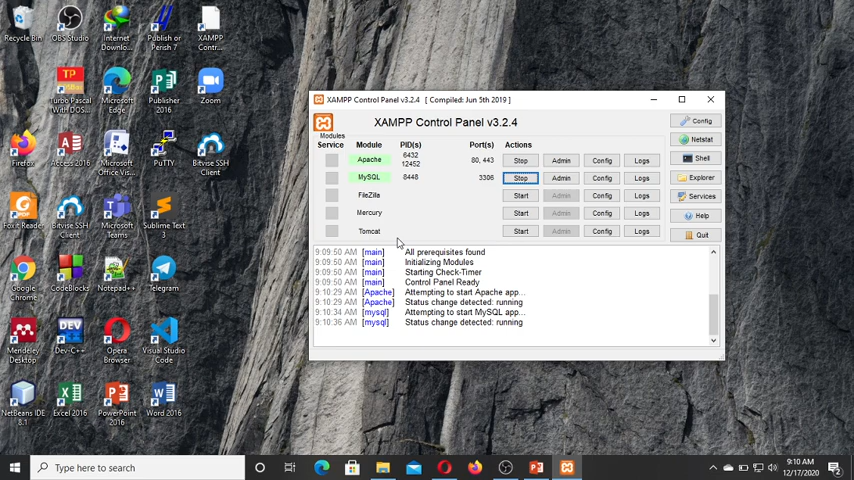 Recycle Bin
OBS Studio
Internet
Downlo...
Publish or
Perish 7
XAMPP
Contr...
Turbo Pascal
(With DOS...
Microsoft
Edge
Publisher
2016
Zoom
Firefox
Access 2016
Microsoft
Office Vis...
PuTTY
Bitvise SSH
Client
Foxit Reader
Bitvise SSH
Client
Microsoft
Teams
Sublime Text
3
Google
Chrome
CodeBlocks
Notepad++
Telegram
Mendeley
Desktop
Dev-C++
Opera
Browser
Visual Studio
Code
NetBeans IDE
8.1
Excel 2016
PowerPoint
2016
Word 2016
XAMPP Control Panel v3.2.4 [ Compiled: Jun 5th 2019 ]
XAMPP Control Panel v3.2.4
Config
Modules
Service Module PID(s) Port(s) Actions
Netstat
Apache 6432 12452 80, 443 Stop Admin Config Logs
Shell
MySQL 8448 3306 Stop Admin Config Logs
Explorer
FileZilla Start Admin Config Logs
Services
Mercury Start Admin Config Logs
Help
Tomcat Start Admin Config Logs
Quit
9:09:50 AM [main] All prerequisites found
9:09:50 AM [main] Initializing Modules
9:09:50 AM [main] Starting Check-Timer
9:09:50 AM [main] Control Panel Ready
9:10:29 AM [Apache] Attempting to start Apache app...
9:10:29 AM [Apache] Status change detected: running
9:10:34 AM [mysql] Attempting to start MySQL app...
9:10:36 AM [mysql] Status change detected: running
Type here to search
9:10 AM
12/17/2020
2